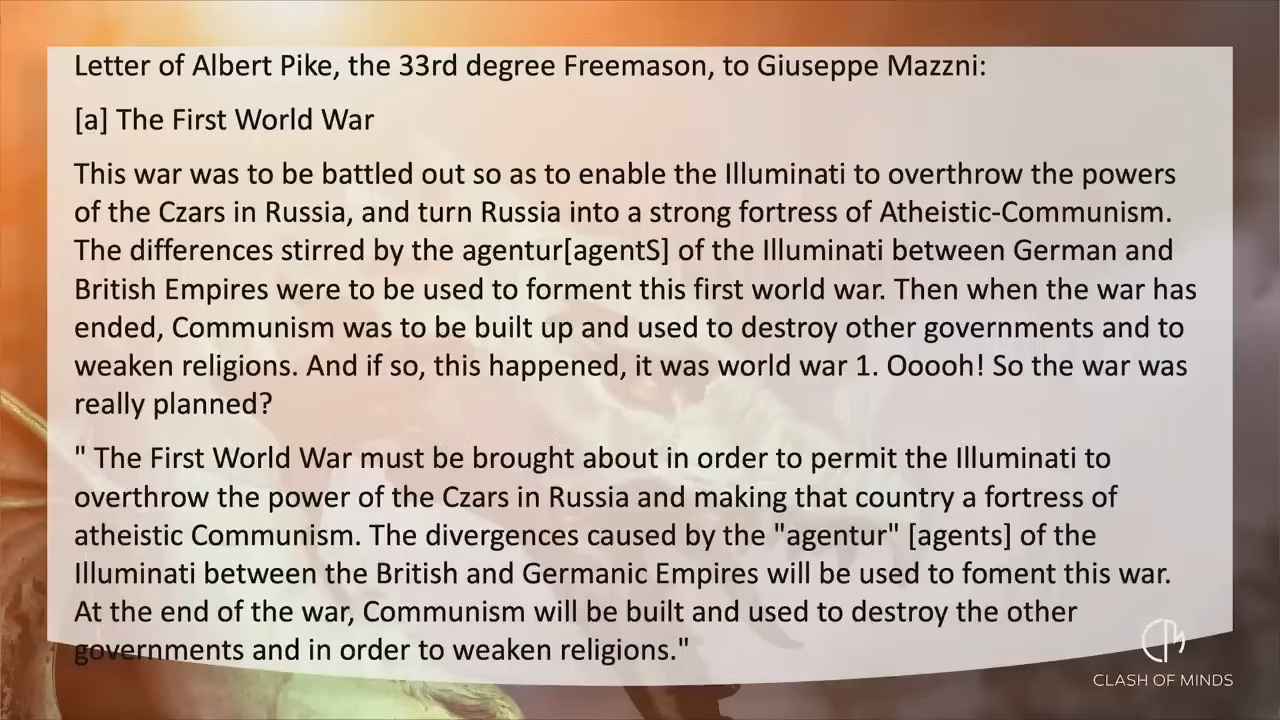 Letter of Albert Pike, the 33rd degree Freemason, to Giuseppe Mazzni:
[a] The First World War
This war was to be battled out so as to enable the Illuminati to overthrow the powers
of the Czars in Russia, and turn Russia into a strong fortress of Atheistic-Communism.
The differences stirred by the agentur[agentS] of the Illuminati between German and
British Empires were to be used to forment this first world war. Then when the war has
ended, Communism was to be built up and used to destroy other governments and to
weaken religions. And if so, this happened, it was world war 1. Ooooh! So the war was
really planned?
" The First World War must be brought about in order to permit the Illuminati to
overthrow the power of the Czars in Russia and making that country a fortress of
atheistic Communism. The divergences caused by the "agentur" [agents] of the
Illuminati between the British and Germanic Empires will be used to foment this war.
At the end of the war, Communism will be built and used to destroy the other
governments and in order to weaken religions."
CLASH OF MINDS